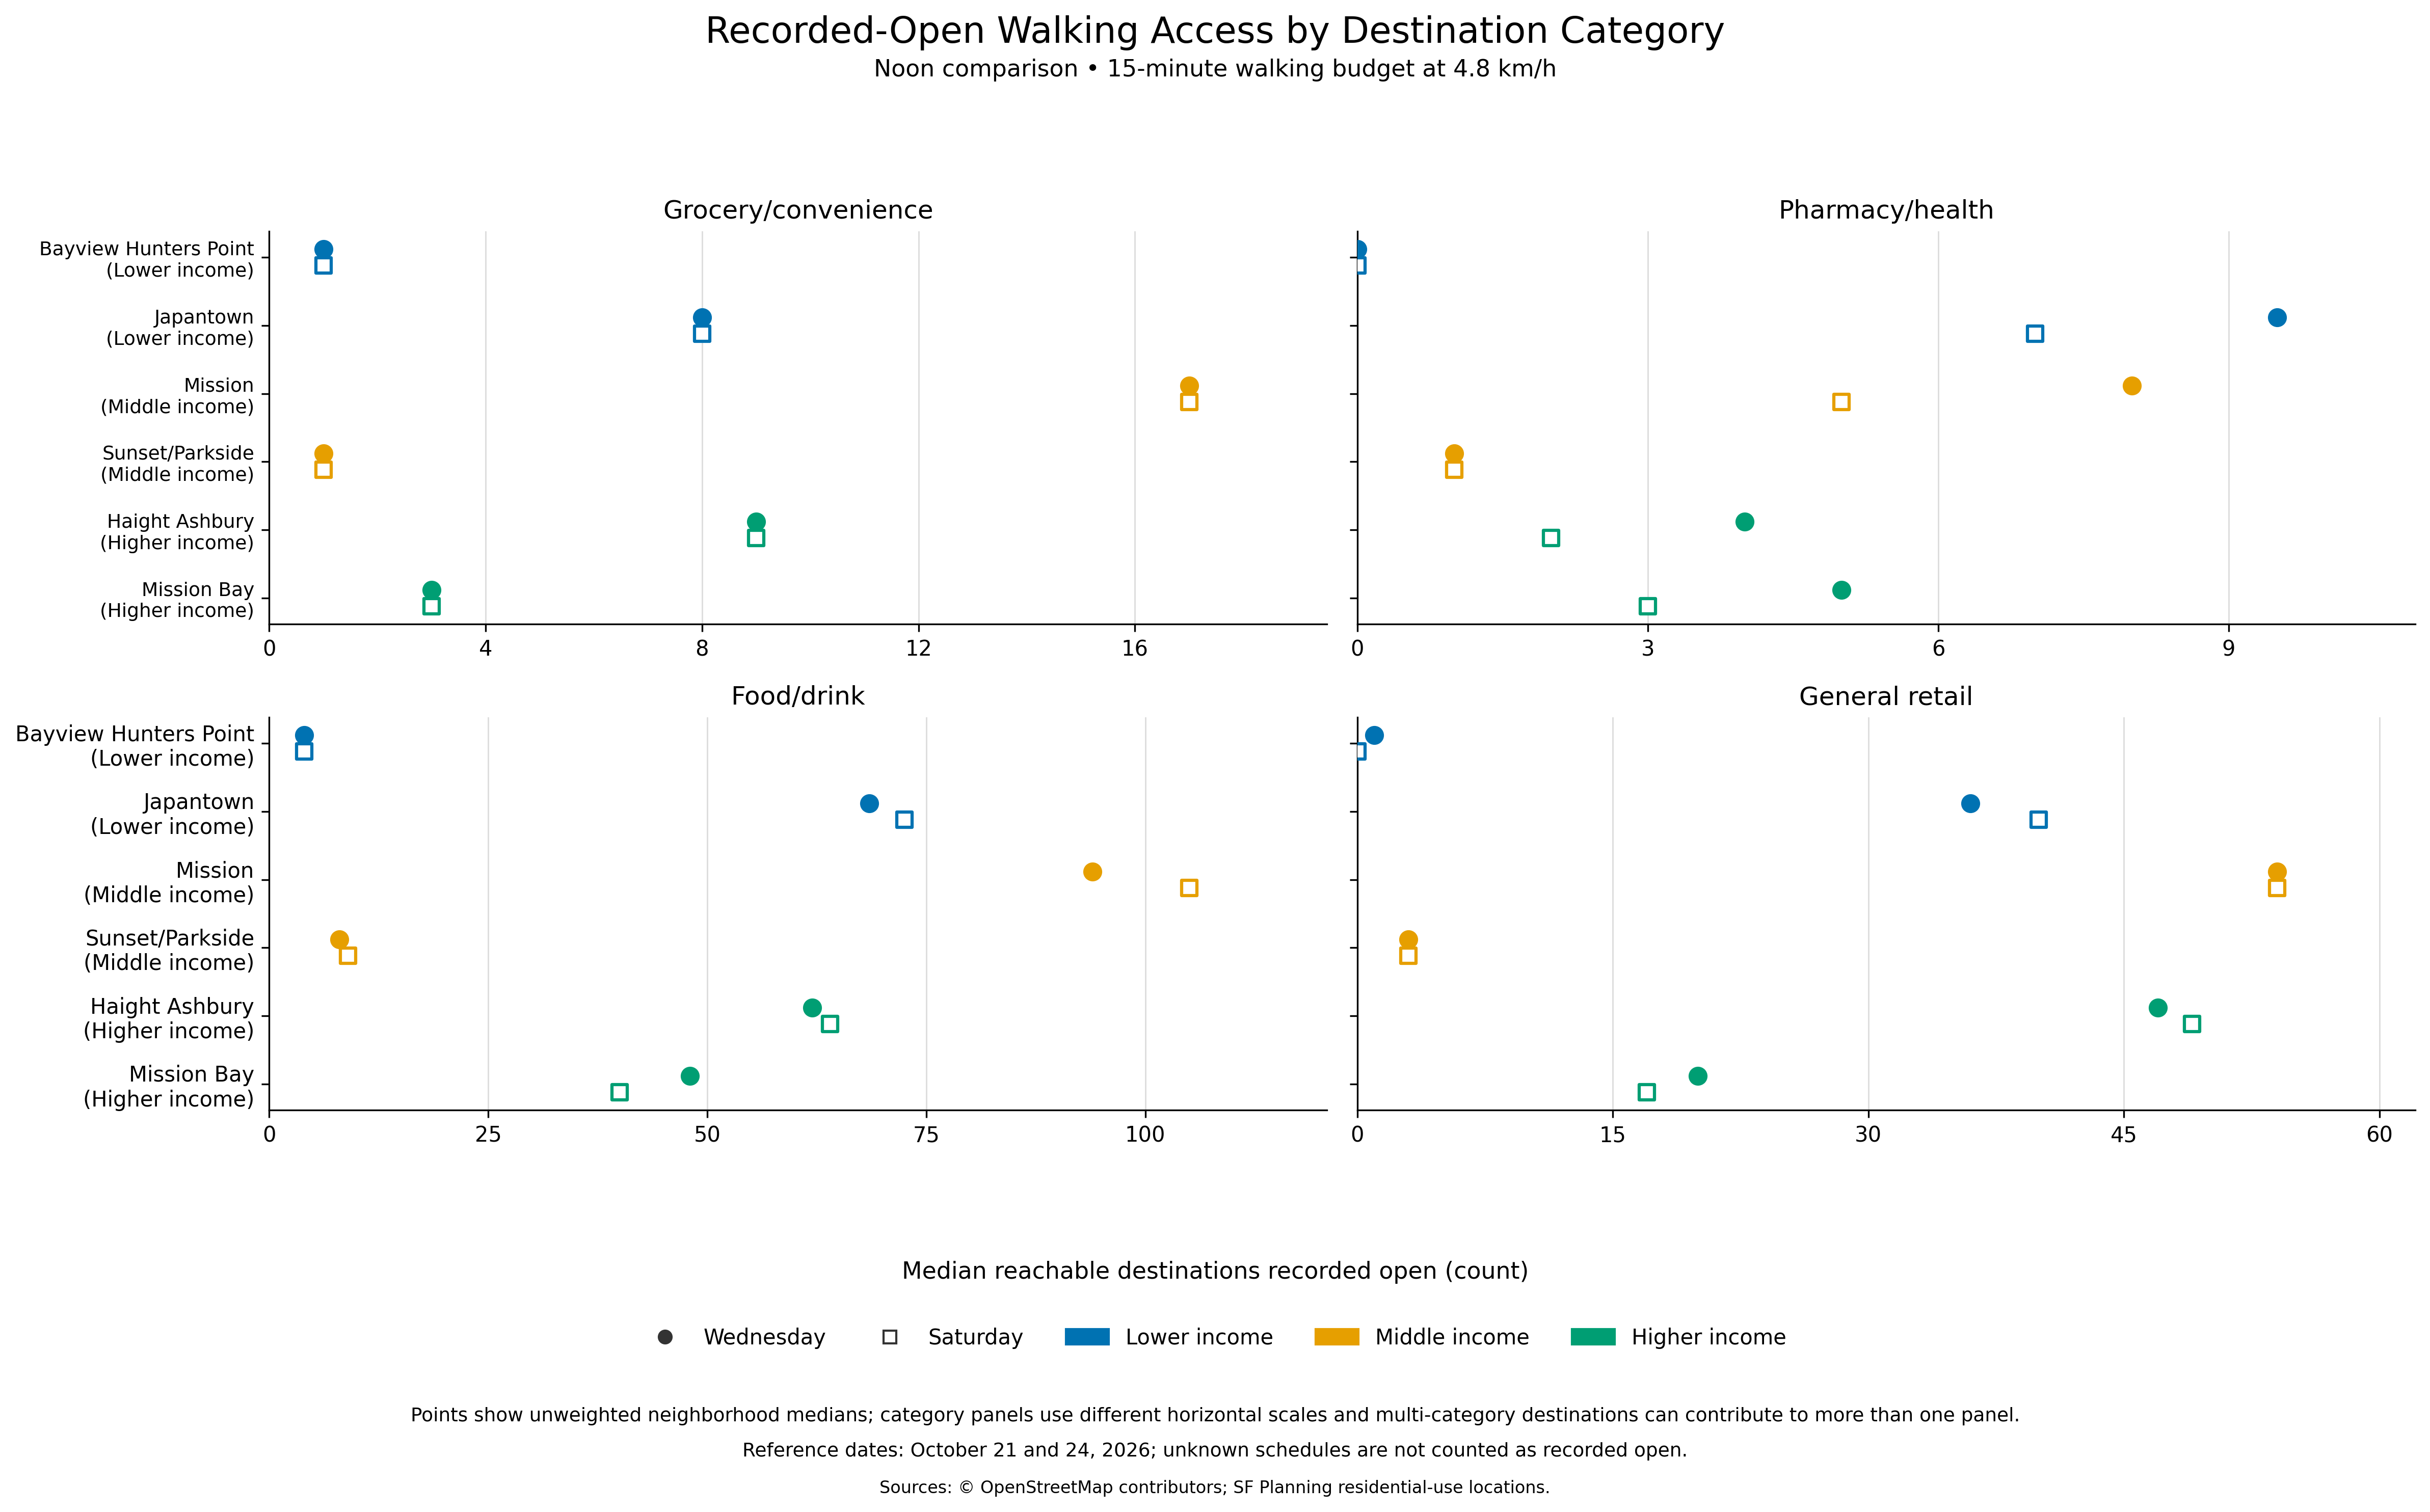 Recorded-Open Walking Access by Destination Category
Noon comparison • 15-minute walking budget at 4.8 km/h
Grocery/convenience
Bayview Hunters Point
(Lower income)
Japantown
(Lower income)
Mission
(Middle income)
Sunset/Parkside
(Middle income)
Haight Ashbury
(Higher income)
Mission Bay
(Higher income)
0 4 8 12 16
Pharmacy/health
0 3 6 9
Food/drink
Bayview Hunters Point
(Lower income)
Japantown
(Lower income)
Mission
(Middle income)
Sunset/Parkside
(Middle income)
Haight Ashbury
(Higher income)
Mission Bay
(Higher income)
0 25 50 75 100
General retail
0 15 30 45 60
Median reachable destinations recorded open (count)
Wednesday Saturday Lower income Middle income Higher income
Points show unweighted neighborhood medians; category panels use different horizontal scales and multi-category destinations can contribute to more than one panel.
Reference dates: October 21 and 24, 2026; unknown schedules are not counted as recorded open.
Sources: © OpenStreetMap contributors; SF Planning residential-use locations.